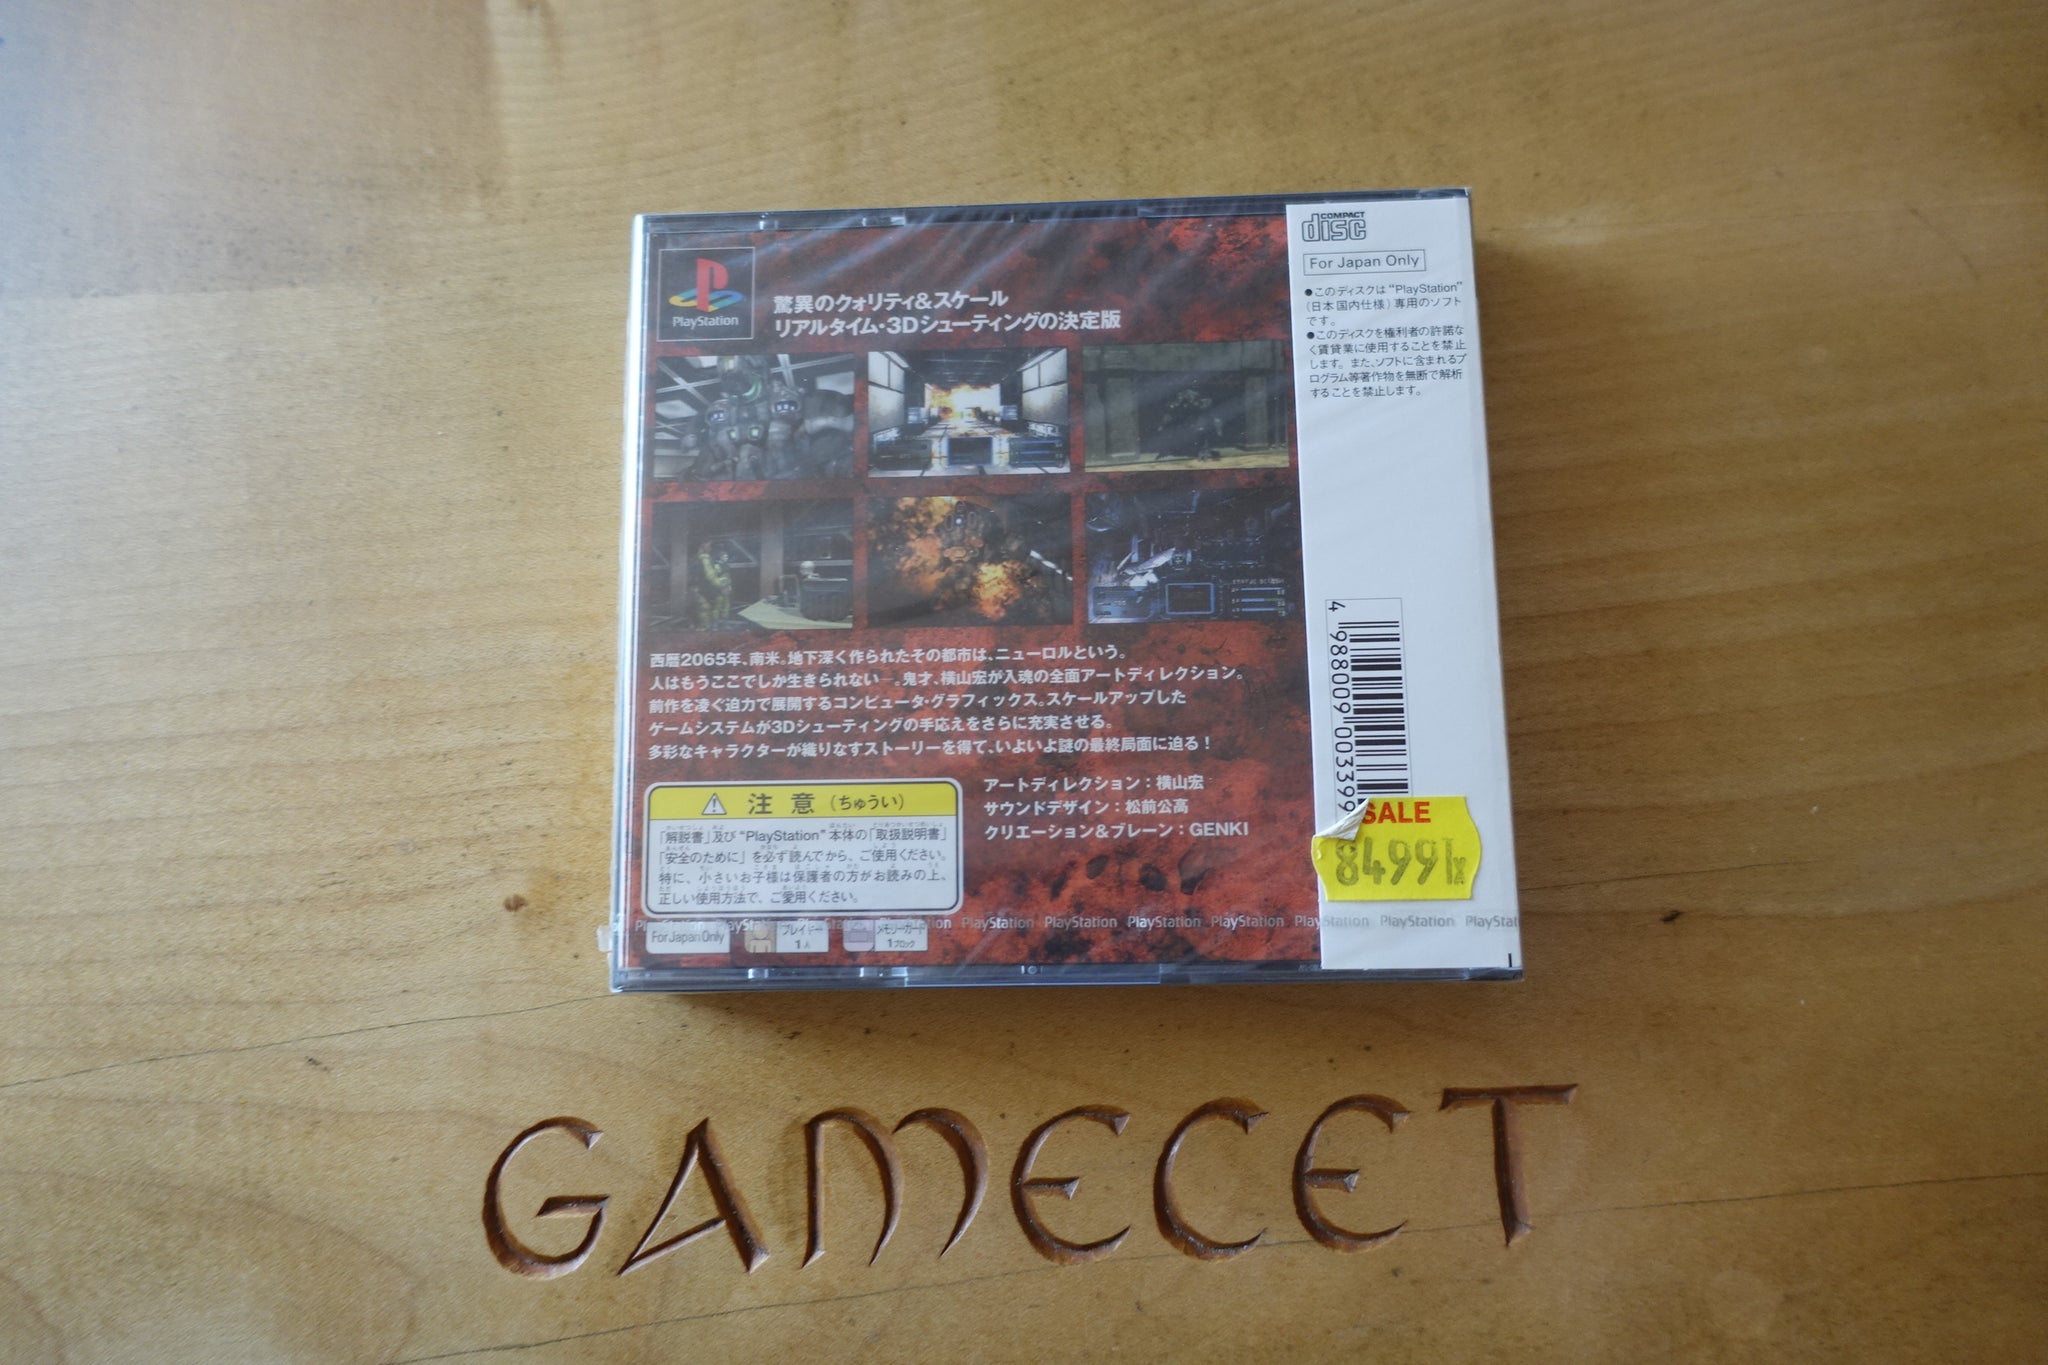 PlayStation
驚異のクォリティ&スケール
リアルタイム・3Dシューティングの決定版
西暦2065年、南米。地下深く作られたその都市は、ニューロルという。
人はもうここでしか生きられない—。鬼才、横山宏が入魂の全面アートディレクション。
前作を凌ぐ迫力で展開するコンピュータ・グラフィックス。スケールアップした
ゲームシステムが3Dシューティングの手応えをさらに充実させる。
多彩なキャラクターが織りなすストーリーを得て、いよいよ謎の最終局面に迫る!
注意(ちゅうい)
「解説書」及び“PlayStation”本体の「取扱説明書」
「安全のために」を必ず読んでから、ご使用ください。
特に、小さいお子様は保護者の方がお読みの上、
正しい使用方法で、ご愛用ください。
アートディレクション:横山宏
サウンドデザイン:松前公高
クリエーション&ブレーン:GENKI
PlayStation PlayStation PlayStation PlayStation PlayStation PlayStation
For Japan Only
プレイヤー
1人
メモリーカード
1ブロック
COMPACT
disc
For Japan Only
●このディスクは“PlayStation”
(日本国内仕様)専用のソフト
です。
●このディスクを権利者の許諾な
く賃貸業に使用することを禁止
します。また、ソフトに含まれるプ
ログラム等著作物を無断で解析
することを禁止します。
4 988009 003399
SALE
8499
GAMECET